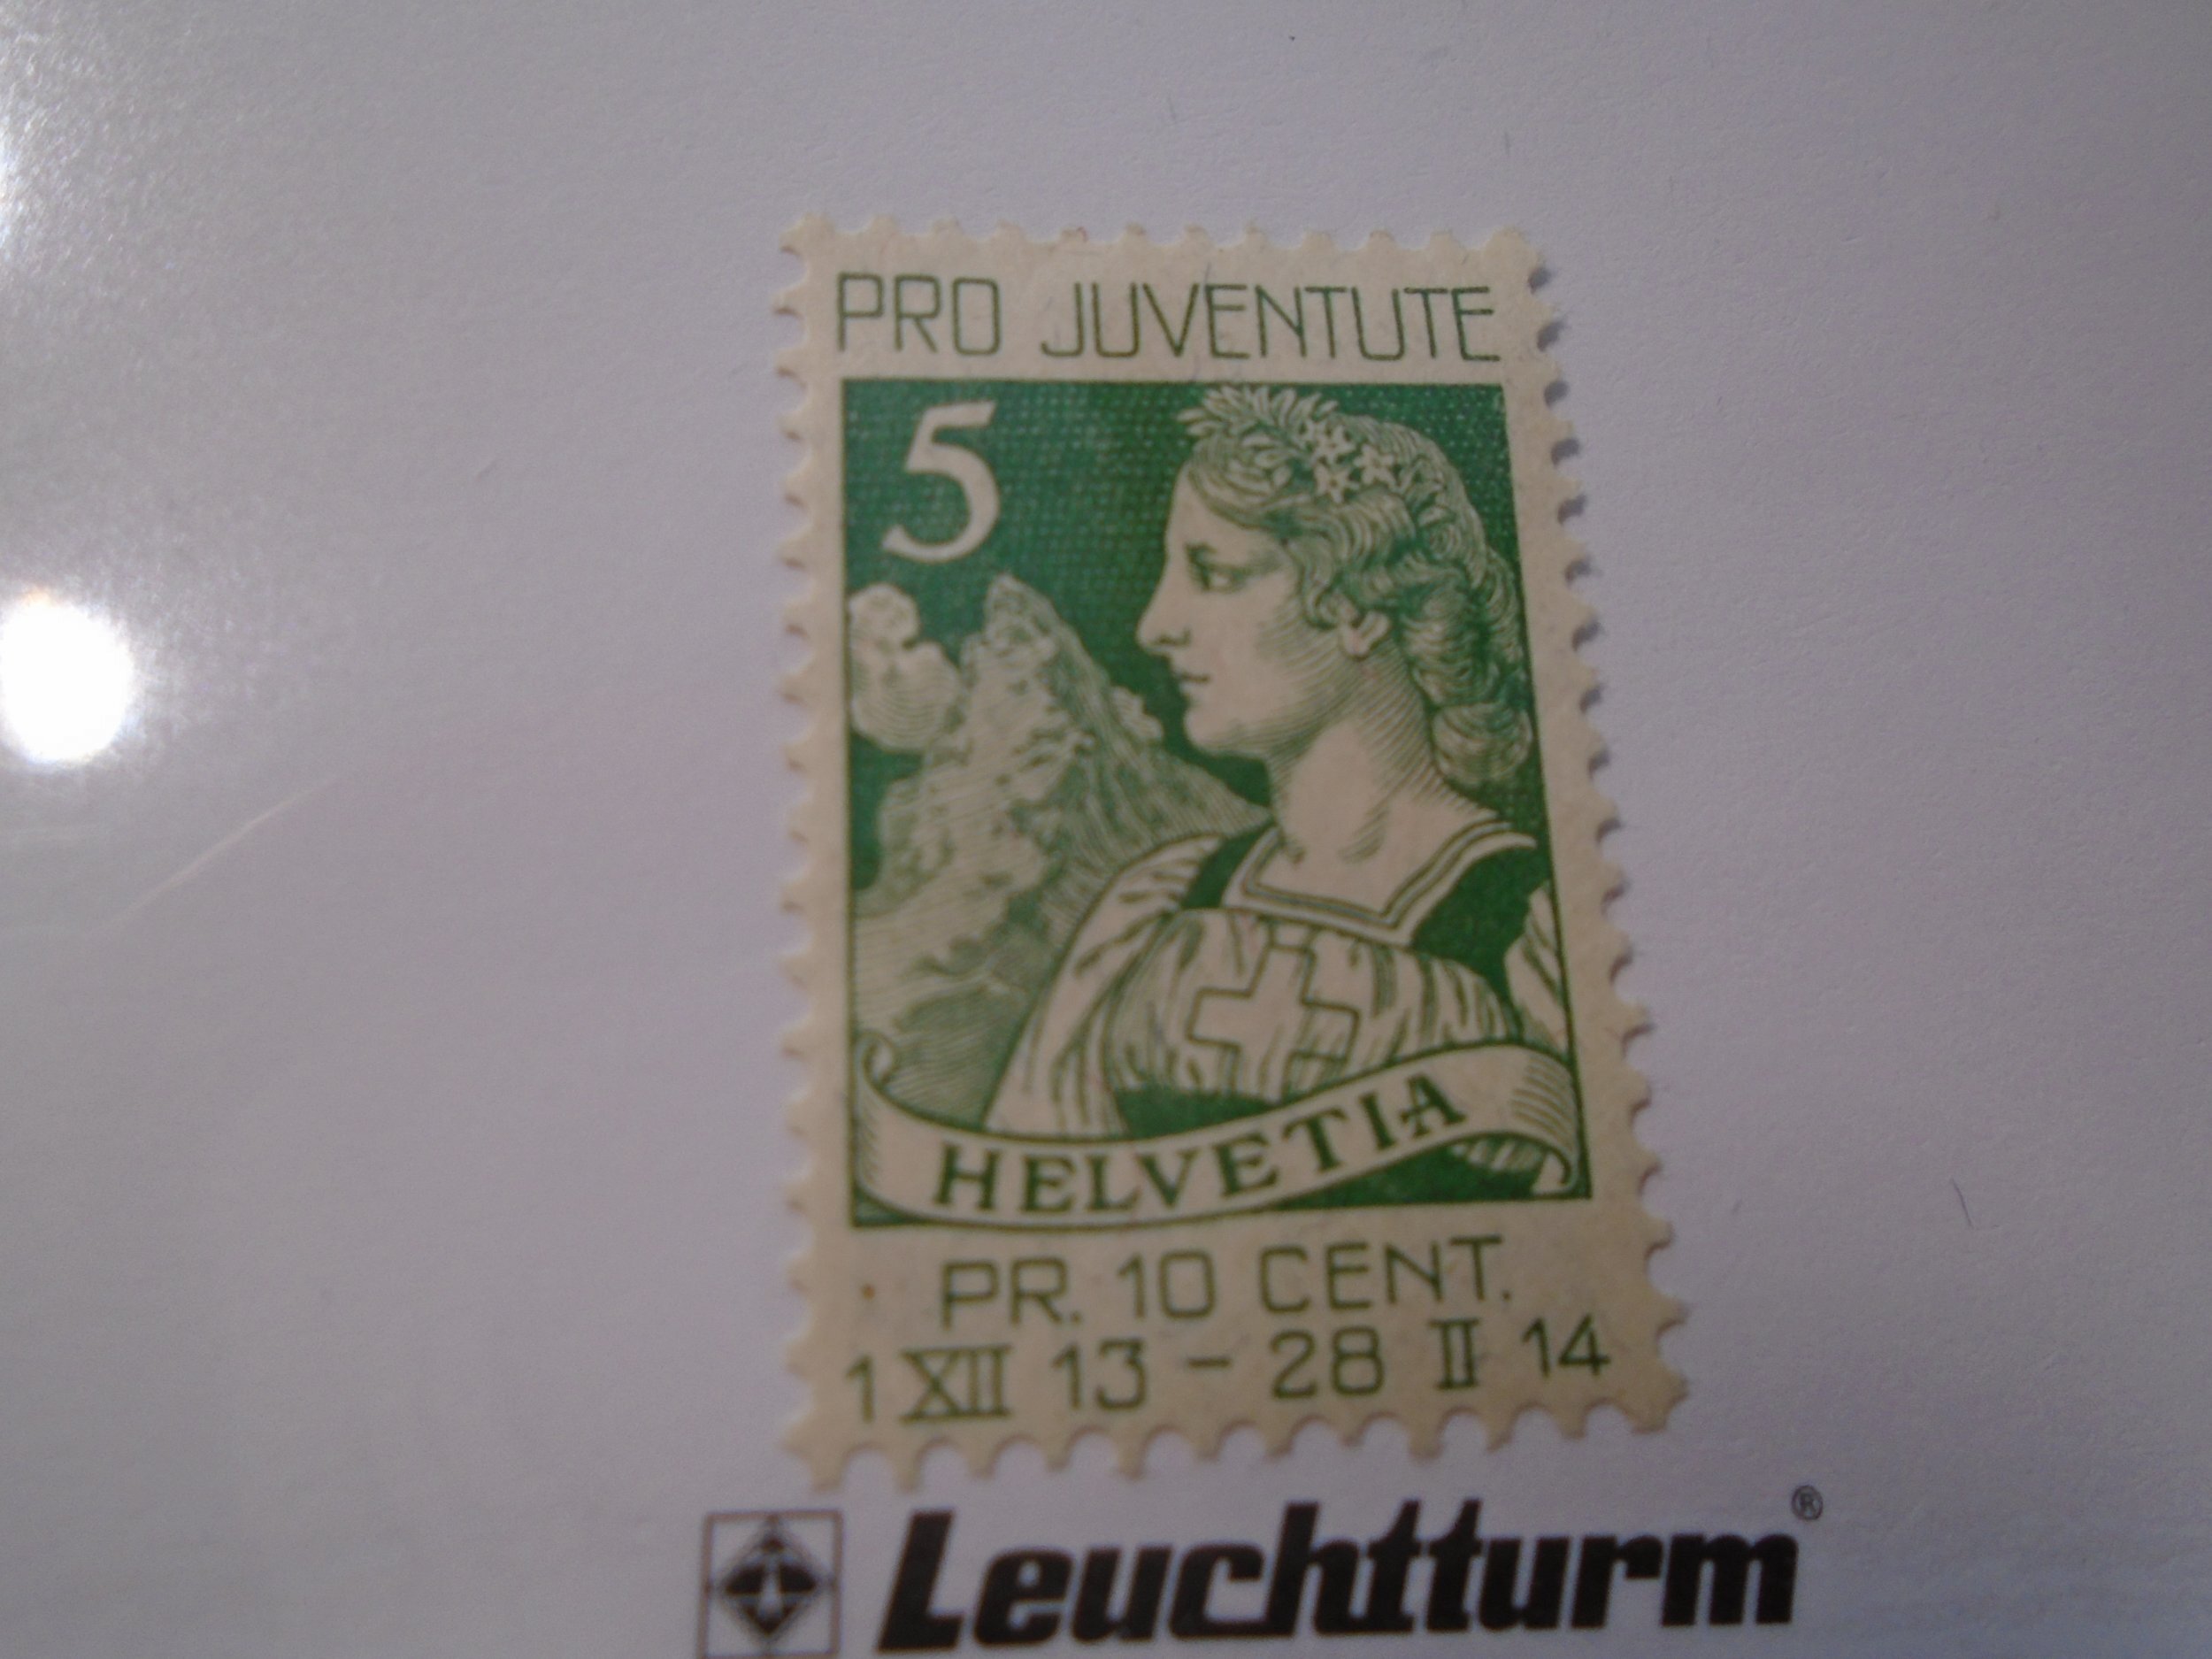 PRO JUVENTUTE
5
HELVETIA
PR. 10 CENT.
1 XII 13 – 28 II 14
Leuchtturm®